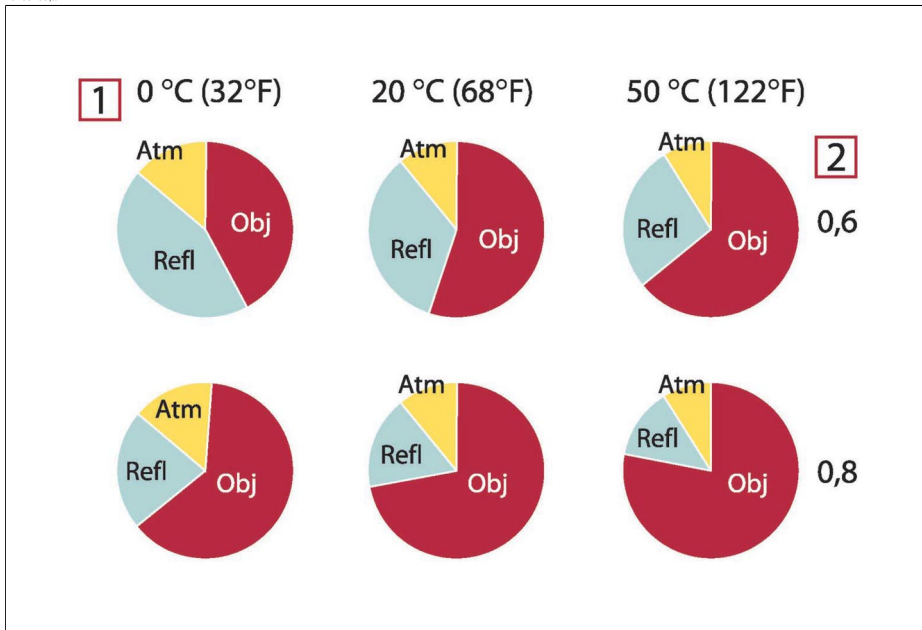 1 0 °C (32°F) 20 °C (68°F) 50 °C (122°F)
Atm Atm Atm 2
Obj Obj Obj 0,6
Refl Refl Refl
Atm Atm Atm
Refl Refl Refl
Obj Obj Obj 0,8